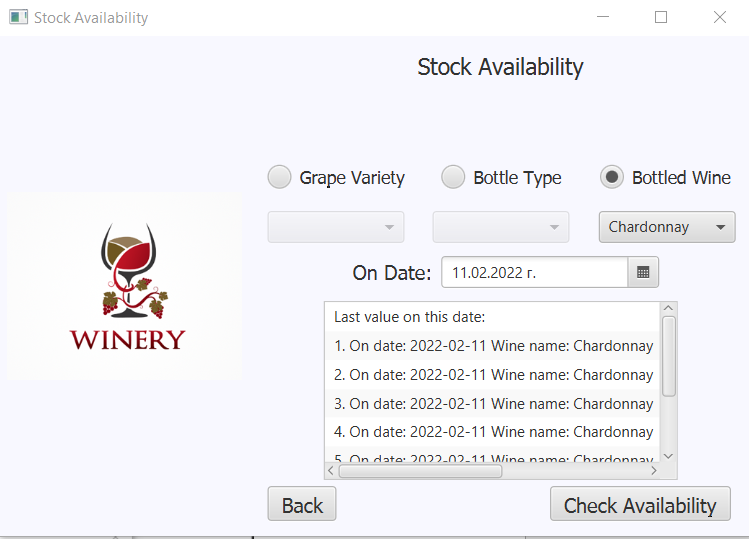 Stock Availability
Stock Availability
Grape Variety Bottle Type Bottled Wine
Chardonnay
On Date: 11.02.2022 г.
WINERY
Last value on this date:
1. On date: 2022-02-11 Wine name: Chardonnay
2. On date: 2022-02-11 Wine name: Chardonnay
3. On date: 2022-02-11 Wine name: Chardonnay
4. On date: 2022-02-11 Wine name: Chardonnay
5. On date: 2022-02-11 Wine name: Chardonnay
Back Check Availability